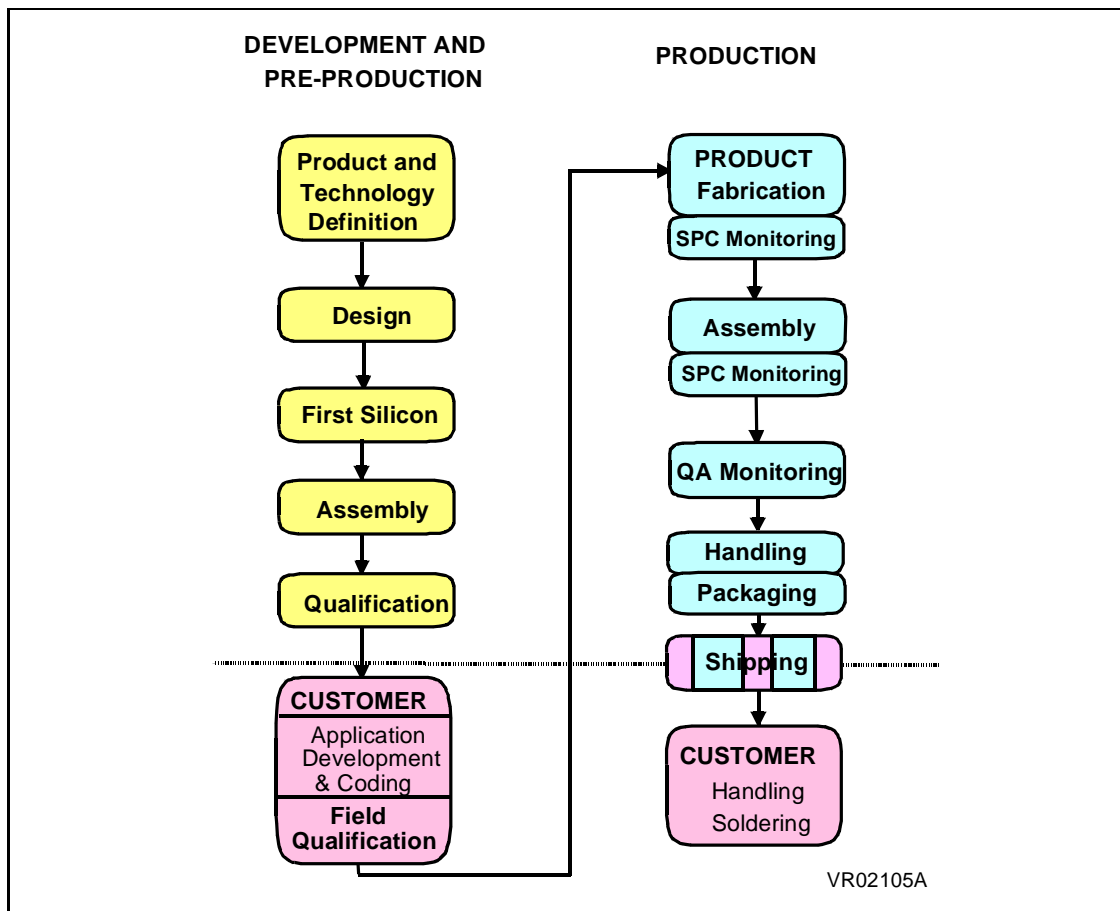 DEVELOPMENT AND
PRE-PRODUCTION
Product and
Technology
Definition
Design
First Silicon
Assembly
Qualification
CUSTOMER
Application
Development
& Coding
Field
Qualification
PRODUCTION
PRODUCT
Fabrication
SPC Monitoring
Assembly
SPC Monitoring
QA Monitoring
Handling
Packaging
Shipping
CUSTOMER
Handling
Soldering
VR02105A